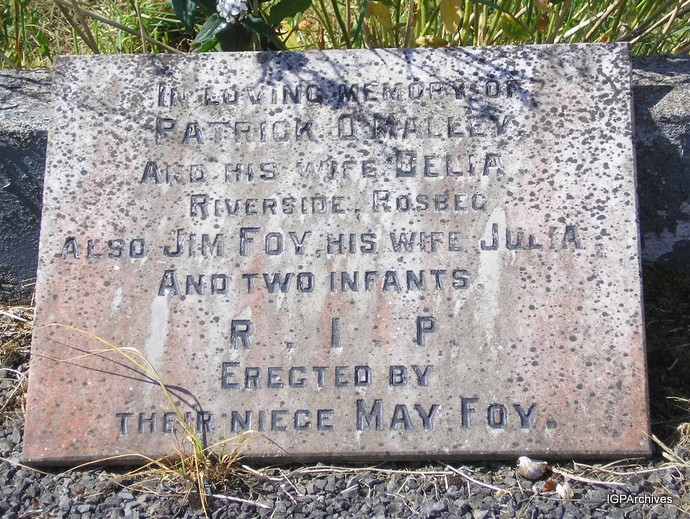 IN LOVING MEMORY OF
PATRICK O MALLEY
AND HIS WIFE DELIA
RIVERSIDE, ROSBEG
ALSO JIM FOY, HIS WIFE JULIA,
AND TWO INFANTS.
R. I. P.
ERECTED BY
THEIR NIECE MAY FOY.
IGPArchives